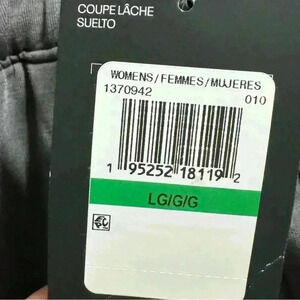 COUPE LÂCHE
SUELTO
WOMENS/FEMMES/MUJERES
1370942 010
1 95252 18119 2
LG/G/G